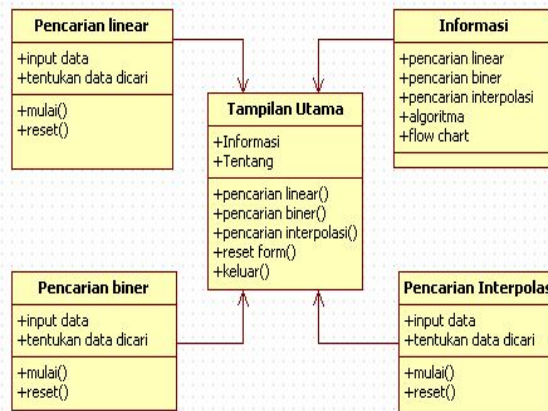 Pencarian linear
+input data
+tentukan data dicari
+mulai()
+reset()
Informasi
+pencarian linear
+pencarian biner
+pencarian interpolasi
+algoritma
+flow chart
Tampilan Utama
+Informasi
+Tentang
+pencarian linear()
+pencarian biner()
+pencarian interpolasi()
+reset form()
+keluar()
Pencarian biner
+input data
+tentukan data dicari
+mulai()
+reset()
Pencarian Interpolas
+input data
+tentukan data dicari
+mulai()
+reset()